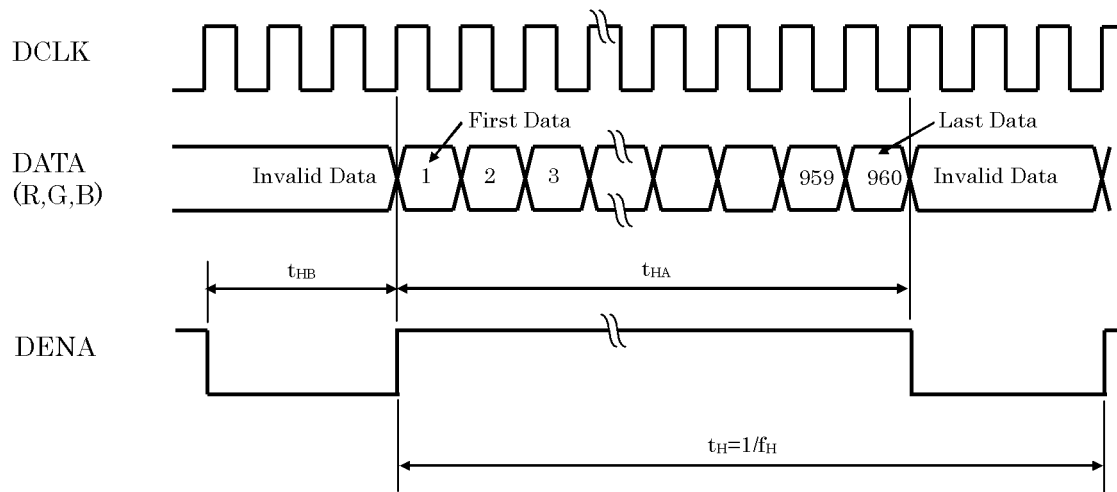 DCLK
First Data
Last Data
DATA
(R,G,B)
Invalid Data
1
2
3
959
960
Invalid Data
tHB
tHA
DENA
tH=1/fH